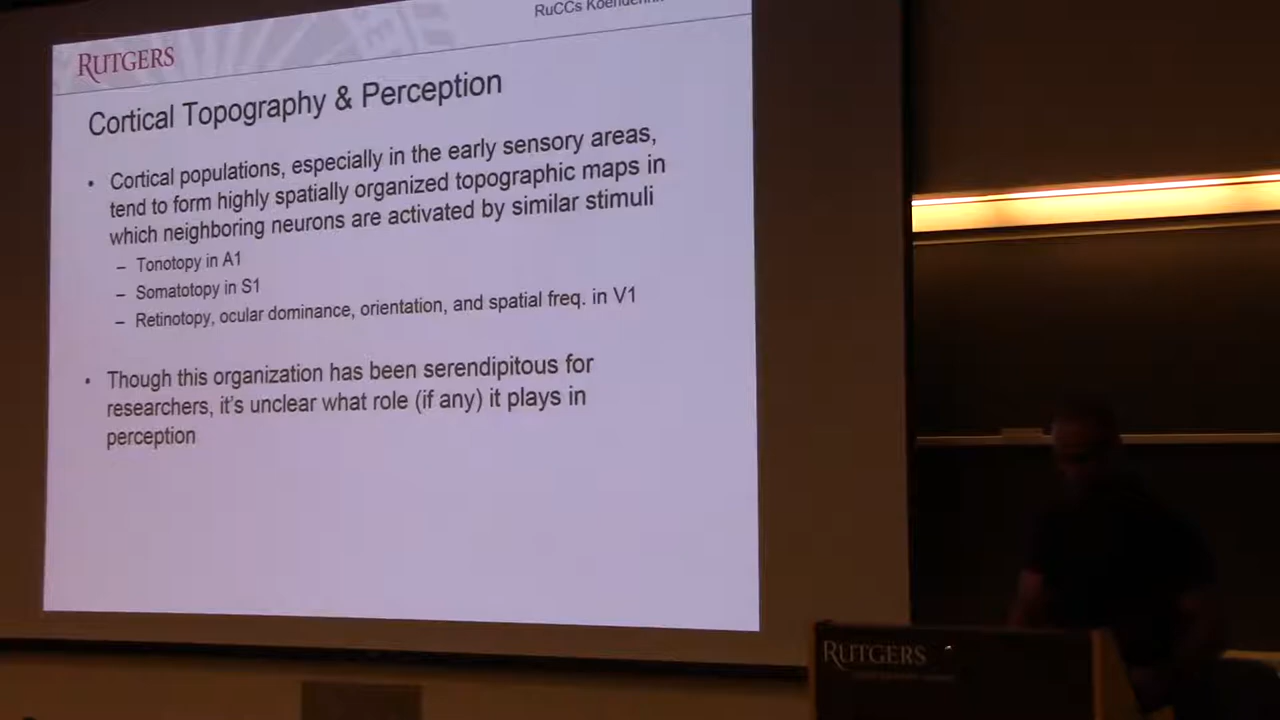 RUTGERS
RuCCs
Cortical Topography & Perception
• Cortical populations, especially in the early sensory areas,
tend to form highly spatially organized topographic maps in
which neighboring neurons are activated by similar stimuli
– Tonotopy in A1
– Somatotopy in S1
– Retinotopy, ocular dominance, orientation, and spatial freq. in V1
• Though this organization has been serendipitous for
researchers, it's unclear what role (if any) it plays in
perception
RUTGERS